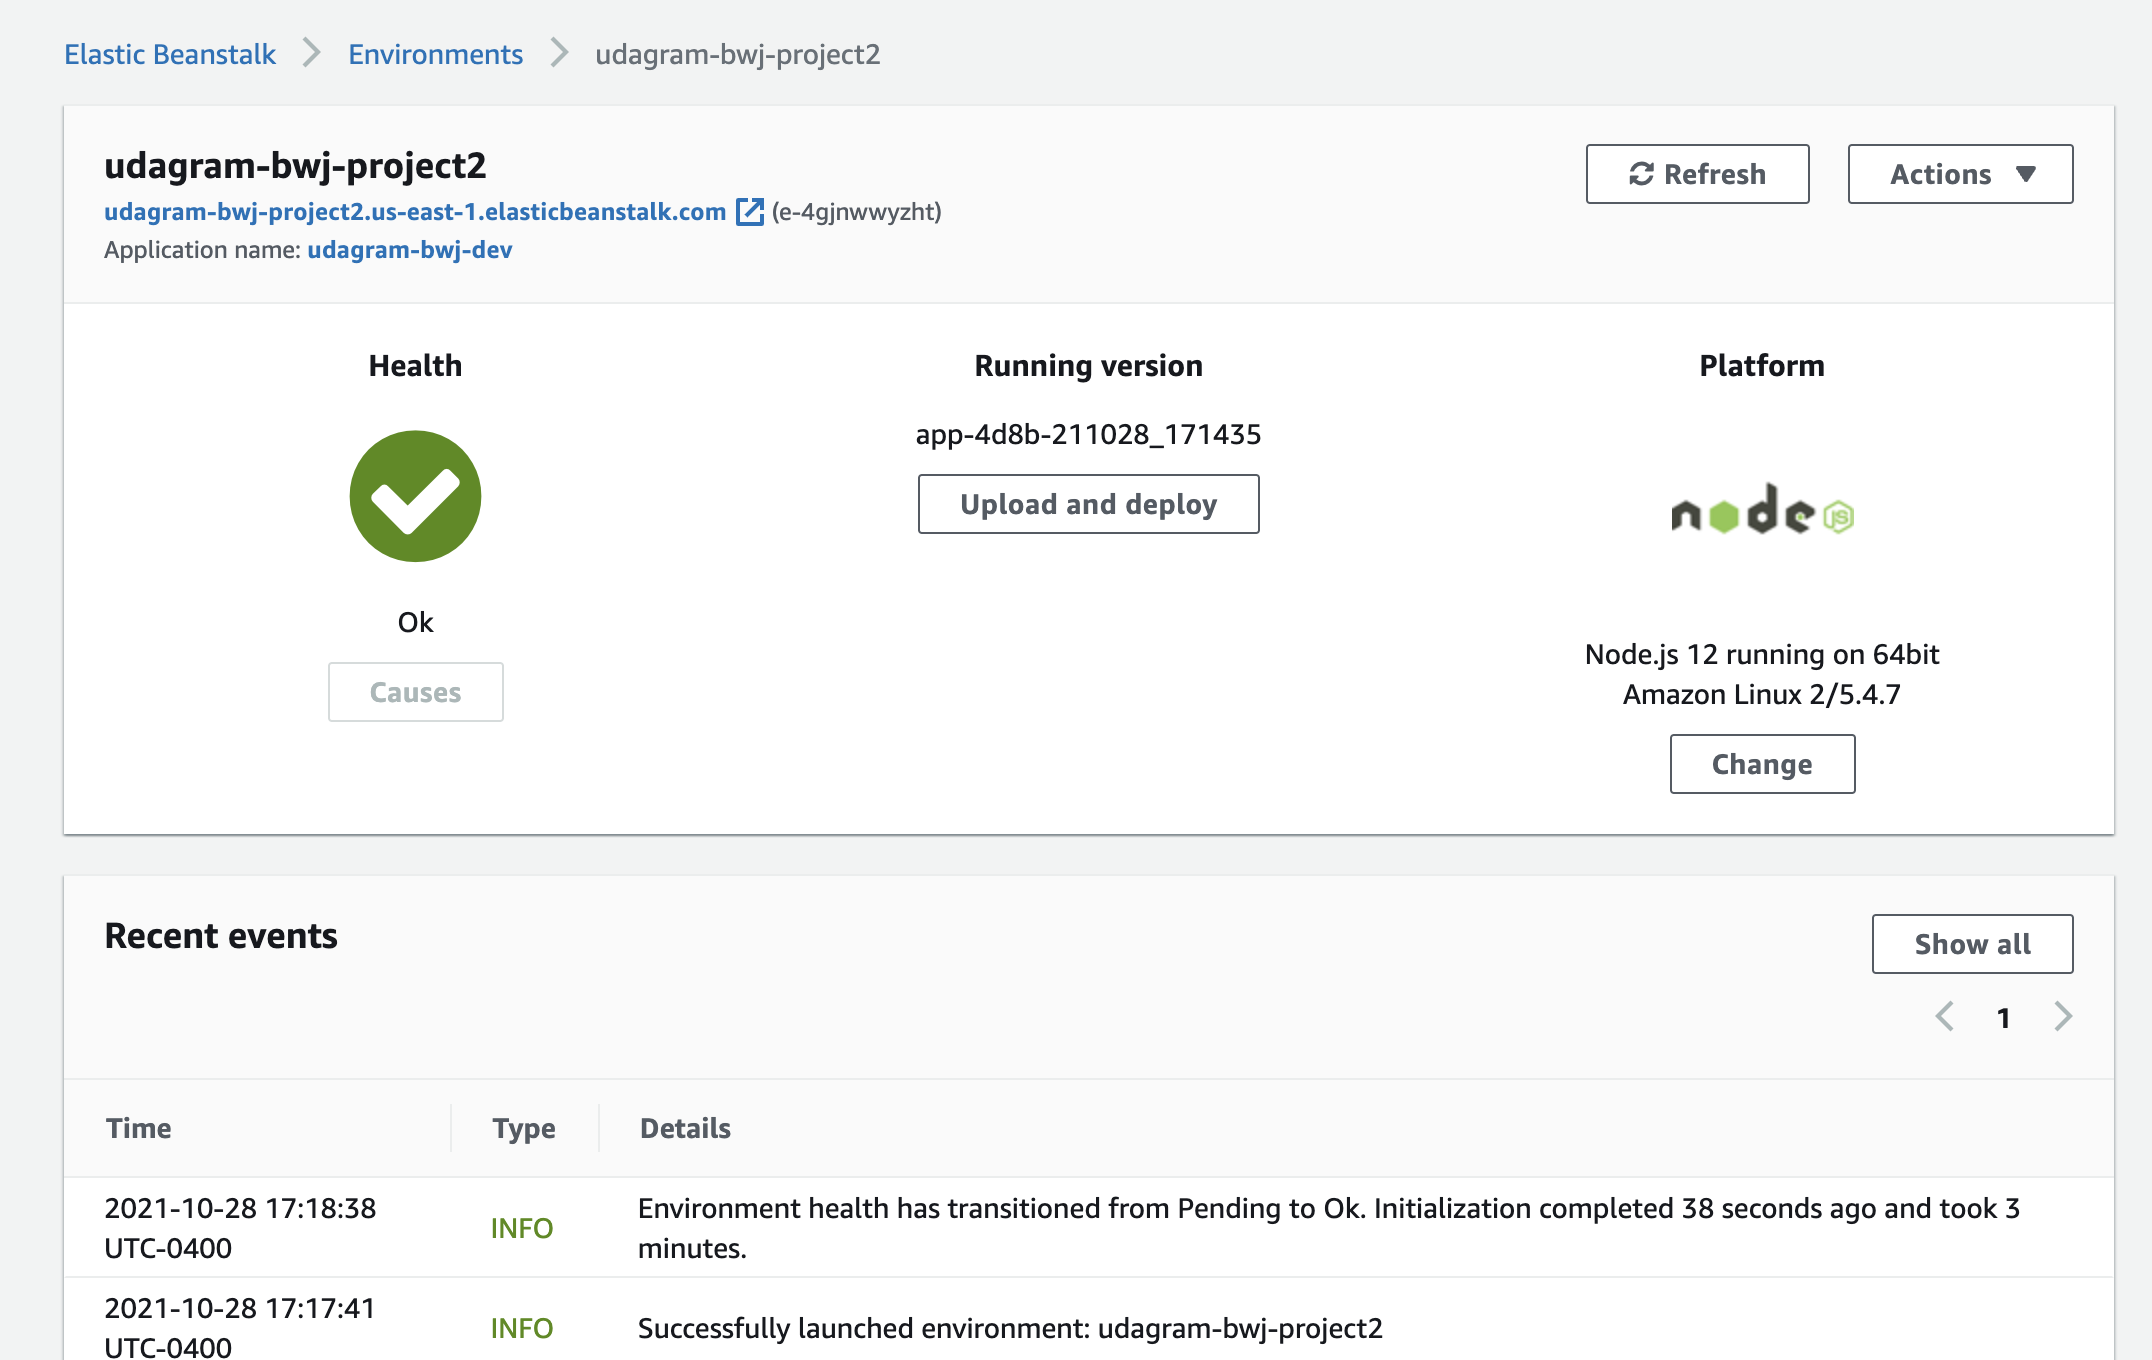 Elastic Beanstalk Environments udagram-bwj-project2
udagram-bwj-project2
Refresh
Actions
udagram-bwj-project2.us-east-1.elasticbeanstalk.com (e-4gjnwwyzht)
Application name: udagram-bwj-dev
Health
Ok
Causes
Running version
app-4d8b-211028_171435
Upload and deploy
Platform
node JS
Node.js 12 running on 64bit
Amazon Linux 2/5.4.7
Change
Recent events
Show all
1
Time Type Details
2021-10-28 17:18:38
UTC-0400
INFO
Environment health has transitioned from Pending to Ok. Initialization completed 38 seconds ago and took 3
minutes.
2021-10-28 17:17:41
UTC-0400
INFO
Successfully launched environment: udagram-bwj-project2